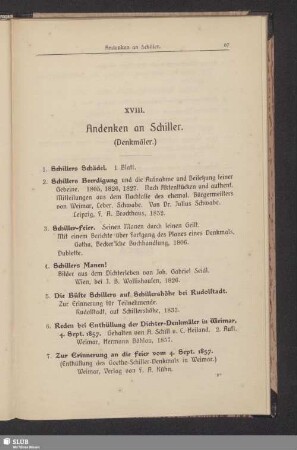 Andenken an Schiller.
XVIII.
Andenken an Schiller.
(Denkmäler.)
1. Schillers Schädel. 1 Blatt.
2. Schillers Beerdigung und die Aufnahme und Beisetzung seiner
Gebeine. 1805, 1826, 1827. Nach Aktenstücken und authent.
Mitteilungen aus dem Nachlasse des ehemal. Bürgermeisters
von Weimar, Leber. Schwabe. Von Dr. Julius Schwabe.
Leipzig, F. A. Brockhaus, 1852.
3. Schiller-Feier. Seinen Manen durch seinen Geist.
Mit einem Berichte über Fortgang des Planes eines Denkmals.
Gotha, Becker'sche Buchhandlung, 1806.
Dublette.
4. Schillers Manen!
Bilder aus dem Dichterleben von Joh. Gabriel Seidl.
Wien, bei J. B. Wallishausser, 1826.
5. Die Büste Schillers auf Schillershöhe bei Rudolstadt.
Zur Erinnerung für Teilnehmende.
Rudolstadt, auf Schillershöhe, 1833.
6. Reden bei Enthüllung der Dichter-Denkmäler in Weimar,
4. Sept. 1857. Gehalten von A. Schöll u. C. Heiland. 2. Aufl.
Weimar, Hermann Böhlau, 1857.
7. Zur Erinnerung an die Feier vom 4. Sept. 1857.
(Enthüllung des Goethe-Schiller-Denkmals in Weimar.)
Weimar, Verlag von F. A. Kühn.
SLUB